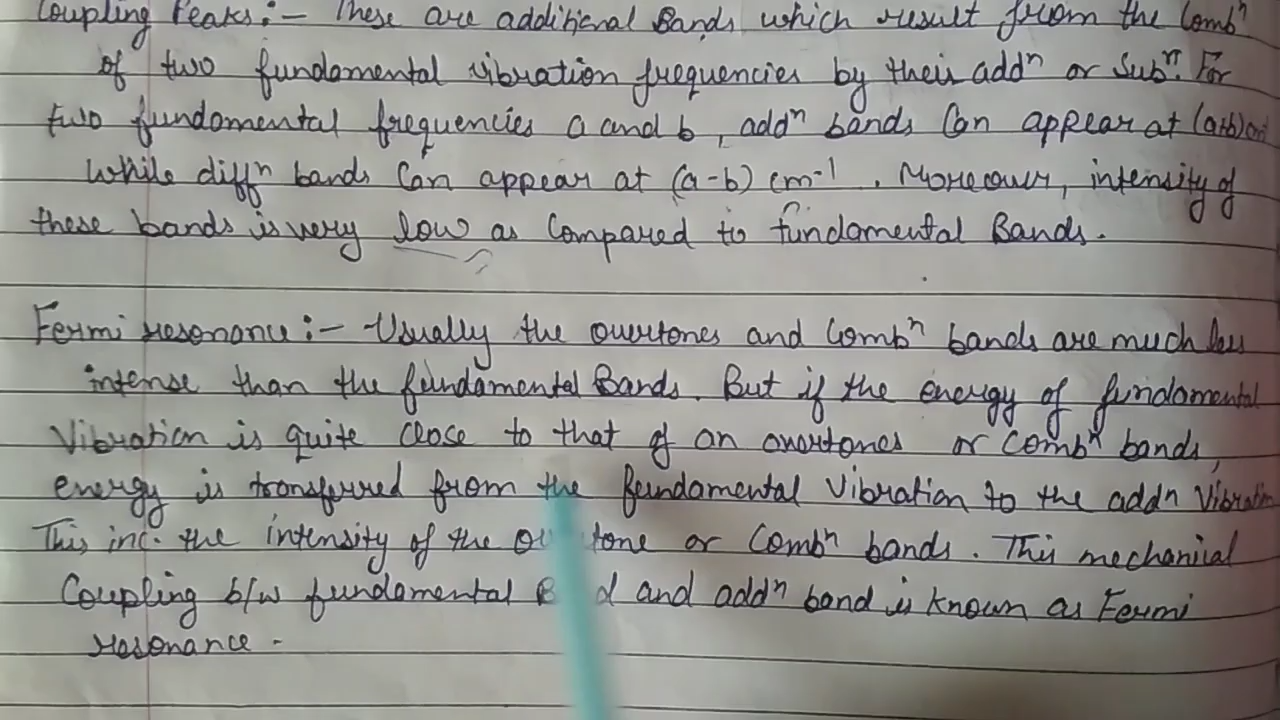 Coupling Peaks:- These are additional Bands which result from the Combⁿ
of two fundamental vibration frequencies by their addⁿ or Subⁿ. For
two fundamental frequencies a and b, addⁿ bands Can appear at (a+b)
While diffⁿ bands Can appear at (a-b) cm⁻¹. Moreover, intensity of
these bands is very low as Compared to fundamental Bands.
Fermi resonance:- Usually the overtones and Combⁿ bands are much less
intense than the fundamental Bands. But if the energy of fundamental
Vibration is quite close to that of an overtones or Combⁿ bands,
energy is transferred from the fundamental Vibration to the addn Vibration
This inc. the intensity of the ov tone or Combⁿ bands. This mechanical
Coupling b/w fundamental B d and addⁿ band is known as Fermi
resonance -